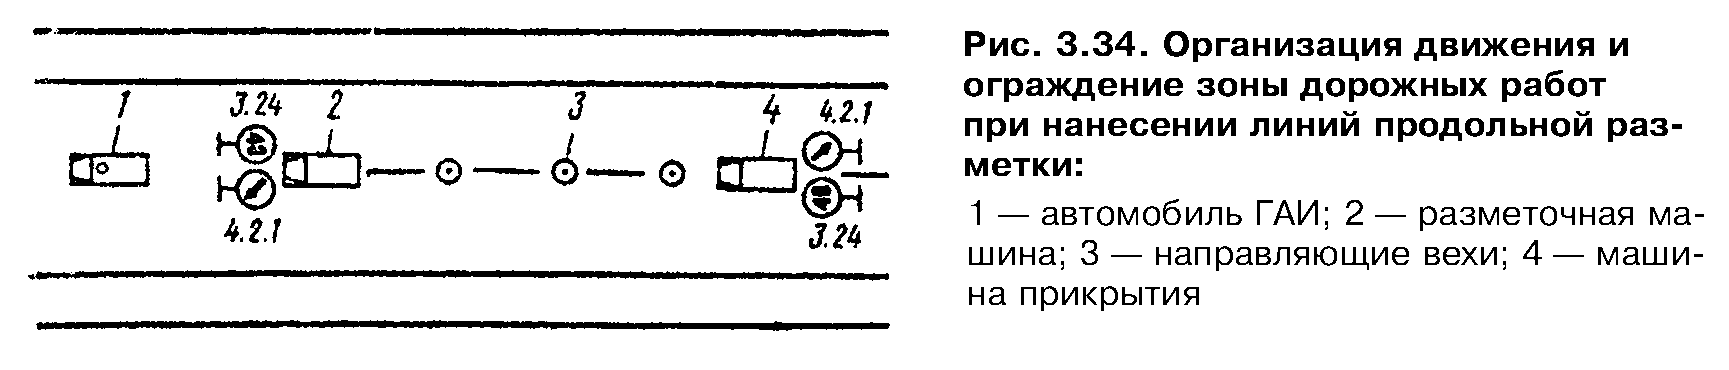 1
3.24
2
3
4
4.2.1
4.2.1
3.24
Рис. 3.34. Организация движения и
ограждение зоны дорожных работ
при нанесении линий продольной раз-
метки:
1 — автомобиль ГАИ; 2 — разметочная ма-
шина; 3 — направляющие вехи; 4 — маши-
на прикрытия